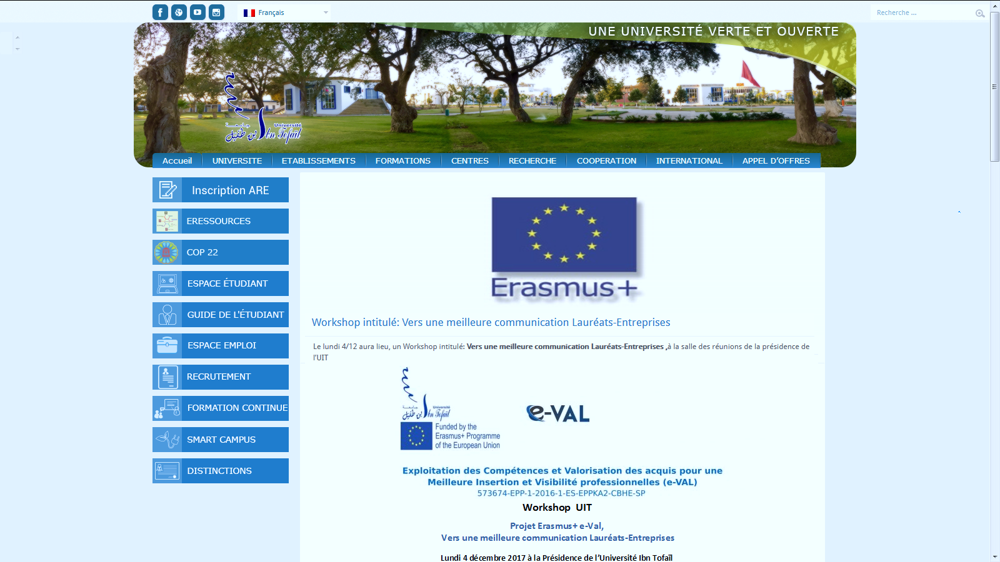 Français
Recherche ...
UNE UNIVERSITÉ VERTE ET OUVERTE
Université
جامعة
ابن طفيل Ibn Tofaïl
Accueil UNIVERSITE ETABLISSEMENTS FORMATIONS CENTRES RECHERCHE COOPERATION INTERNATIONAL APPEL D’OFFRES
Inscription ARE
ERESSOURCES
COP 22
ESPACE ÉTUDIANT
GUIDE DE L'ÉTUDIANT
ESPACE EMPLOI
RECRUTEMENT
FORMATION CONTINUE
SMART CAMPUS
DISTINCTIONS
Erasmus+
Workshop intitulé: Vers une meilleure communication Lauréats-Entreprises
Le lundi 4/12 aura lieu, un Workshop intitulé: Vers une meilleure communication Lauréats-Entreprises ,à la salle des réunions de la présidence de
l’UIT
Université
جامعة
ابن طفيل Ibn Tofaïl
e-VAL
Funded by the
Erasmus+ Programme
of the European Union
Exploitation des Compétences et Valorisation des acquis pour une
Meilleure Insertion et Visibilité professionnelles (e-VAL)
573674-EPP-1-2016-1-ES-EPPKA2-CBHE-SP
Workshop UIT
Projet Erasmus+ e-Val,
Vers une meilleure communication Lauréats-Entreprises
Lundi 4 décembre 2017 à la Présidence de l’Université Ibn Tofaïl